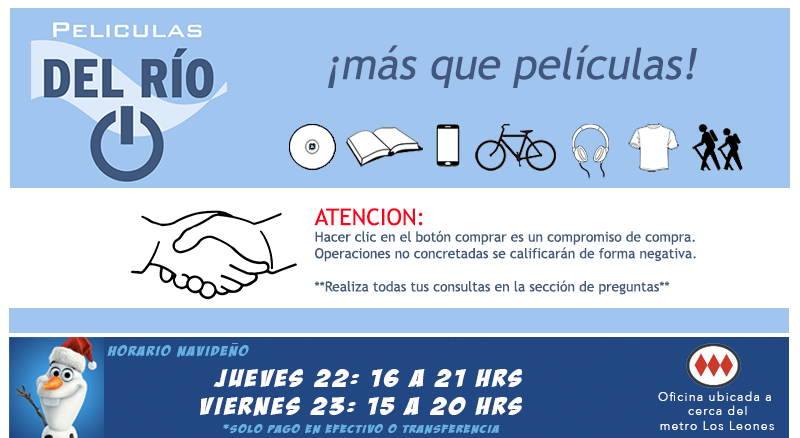 PELICULAS
DEL RÍO
¡más que películas!
ATENCION:
Hacer clic en el botón comprar es un compromiso de compra.
Operaciones no concretadas se calificarán de forma negativa.
**Realiza todas tus consultas en la sección de preguntas**
HORARIO NAVIDEÑO
JUEVES 22: 16 A 21 HRS
VIERNES 23: 15 A 20 HRS
*SOLO PAGO EN EFECTIVO O TRANSFERENCIA
Oficina ubicada a
cerca del
metro Los Leones